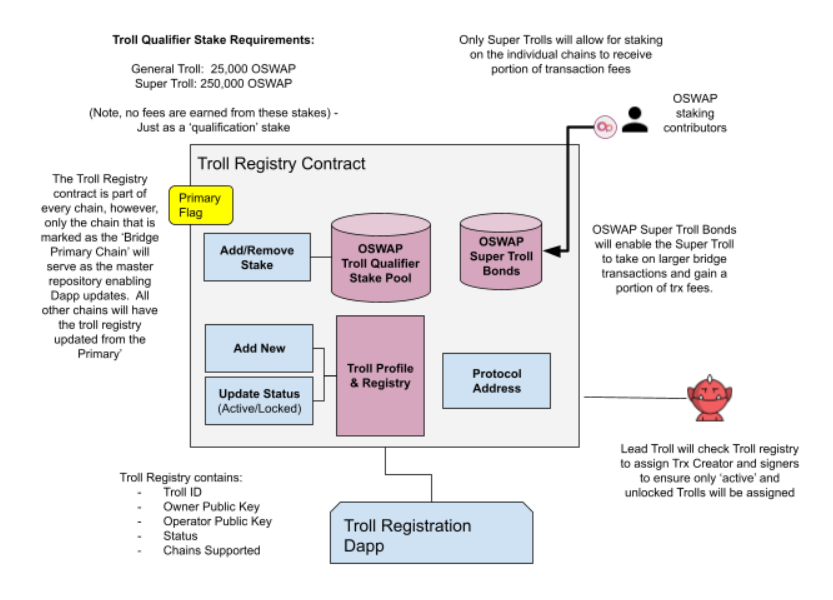 Troll Qualifier Stake Requirements:
General Troll: 25,000 OSWAP
Super Troll: 250,000 OSWAP
(Note, no fees are earned from these stakes) -
Just as a 'qualification' stake
Only Super Trolls will allow for staking
on the individual chains to receive
portion of transaction fees
OSWAP
staking
contributors
The Troll Registry
contract is part of
every chain, however,
only the chain that is
marked as the 'Bridge
Primary Chain' will
serve as the master
repository enabling
Dapp updates. All
other chains will have
the troll registry
updated from the
Primary'
Troll Registry Contract
Primary
Flag
Add/Remove
Stake
OSWAP
Troll Qualifier
Stake Pool
OSWAP
Super Troll
Bonds
OSWAP Super Troll Bonds
will enable the Super Troll
to take on larger bridge
transactions and gain a
portion of trx fees.
Add New
Update Status
(Active/Locked)
Troll Profile
& Registry
Protocol
Address
Lead Troll will check Troll registry
to assign Trx Creator and signers
to ensure only 'active' and
unlocked Trolls will be assigned
Troll Registry contains:
- Troll ID
- Owner Public Key
- Operator Public Key
- Status
- Chains Supported
Troll Registration
Dapp